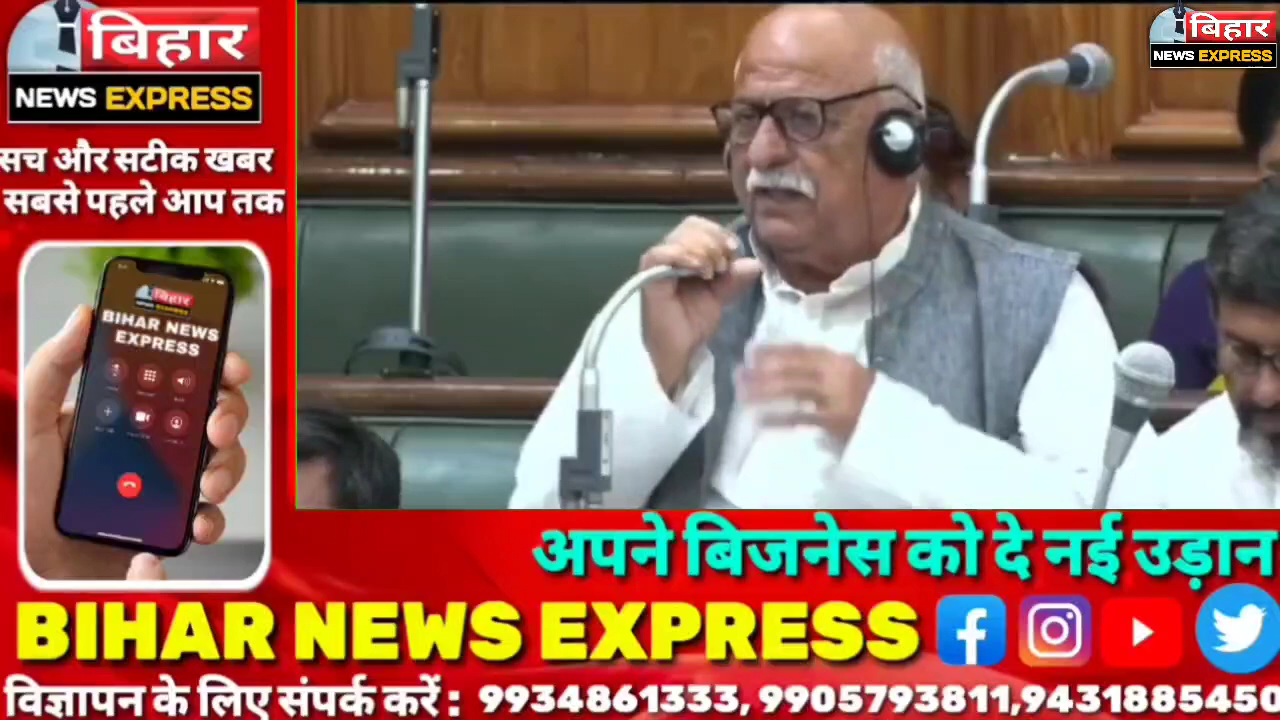 बिहार
NEWS EXPRESS
सच और सटीक खबर
सबसे पहले आप तक
बिहार
BIHAR NEWS
EXPRESS
बिहार
NEWS EXPRESS
अपने बिजनेस को दे नई उड़ान
BIHAR NEWS EXPRESS
विज्ञापन के लिए संपर्क करें : 9934861333, 9905793811,9431885450